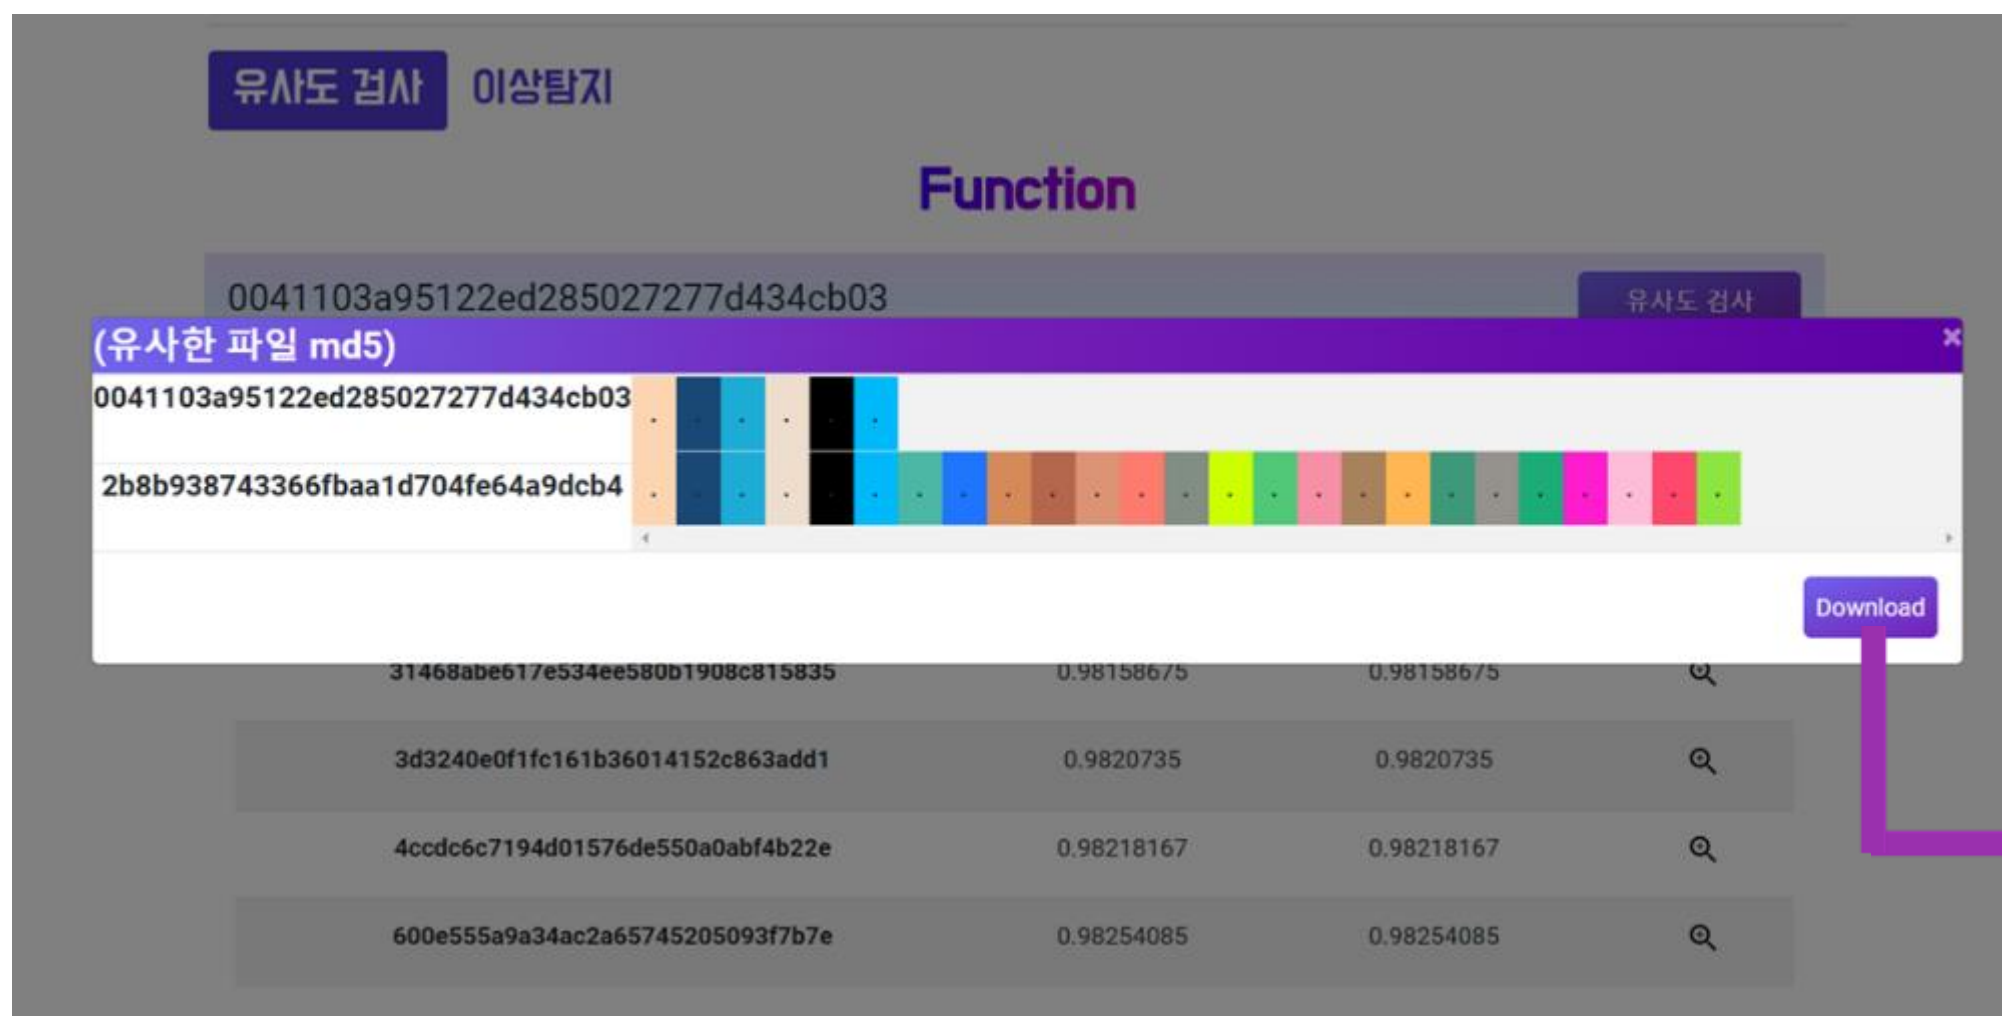 유사도 검사 이상탐지
Function
0041103a95122ed285027277d434cb03 유사도 검사
(유사한 파일 md5) ×
0041103a95122ed285027277d434cb03
2b8b938743366fbaa1d704fe64a9dcb4
Download
31468abe617e534ee580b1908c815835 0.98158675 0.98158675
3d3240e0f1fc161b36014152c863add1 0.9820735 0.9820735
4ccdc6c7194d01576de550a0abf4b22e 0.98218167 0.98218167
600e555a9a34ac2a65745205093f7b7e 0.98254085 0.98254085